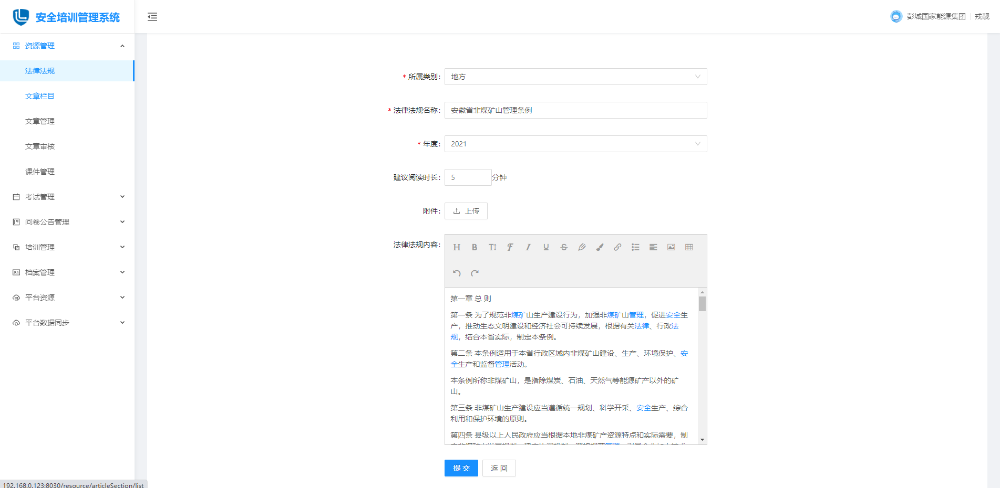 安全培训管理系统
彭城国家能源集团
戎靓
资源管理
法律法规
文章栏目
文章管理
文章审核
课件管理
考试管理
问卷公告管理
培训管理
档案管理
平台资源
平台数据同步
* 所属类别:
地方
* 法律法规名称:
安徽省非煤矿山管理条例
* 年度:
2021
建议阅读时长:
5
分钟
附件:
上传
法律法规内容:
第一章 总 则
第一条 为了规范非煤矿山生产建设行为，加强非煤矿山管理，促进安全生
产，推动生态文明建设和经济社会可持续发展，根据有关法律、行政法
规，结合本省实际，制定本条例。
第二条 本条例适用于本省行政区域内非煤矿山建设、生产、环境保护、安
全生产和监督管理活动。
本条例所称非煤矿山，是指除煤炭、石油、天然气等能源矿产以外的矿
山。
第三条 非煤矿山生产建设应当遵循统一规划、科学开采、安全生产、综合
利用和保护环境的原则。
第四条 县级以上人民政府应当根据本地非煤矿产资源特点和实际需要，制
提 交
返 回
192.168.0.123:8030/resource/articleSection/list